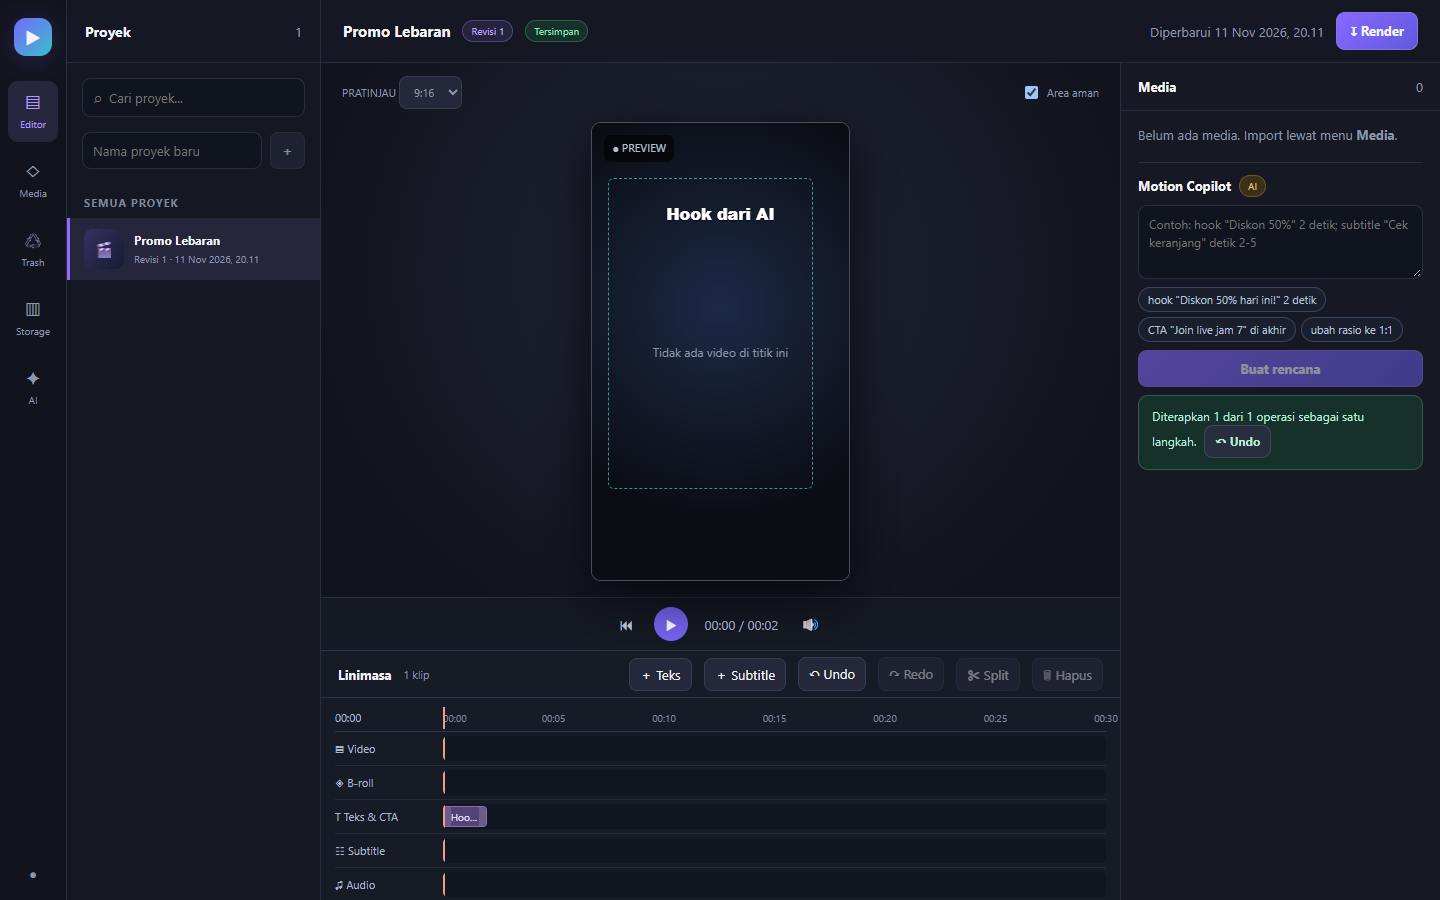 Editor
Media
Trash
Storage
AI
Proyek 1
Cari proyek...
Nama proyek baru
+
SEMUA PROYEK
Promo Lebaran
Revisi 1 · 11 Nov 2026, 20.11
Promo Lebaran Revisi 1 Tersimpan
Diperbarui 11 Nov 2026, 20.11 Render
PRATINJAU 9:16
Area aman
PREVIEW
Hook dari AI
Tidak ada video di titik ini
00:00 / 00:02
Linimasa 1 klip
+ Teks + Subtitle Undo Redo Split Hapus
00:00 00:00 00:05 00:10 00:15 00:20 00:25 00:30
Video
B-roll
T Teks & CTA
Hoo...
Subtitle
Audio
Media 0
Belum ada media. Import lewat menu Media.
Motion Copilot AI
Contoh: hook "Diskon 50%" 2 detik; subtitle "Cek
keranjang" detik 2-5
hook "Diskon 50% hari ini!" 2 detik
CTA "Join live jam 7" di akhir ubah rasio ke 1:1
Buat rencana
Diterapkan 1 dari 1 operasi sebagai satu
langkah. Undo